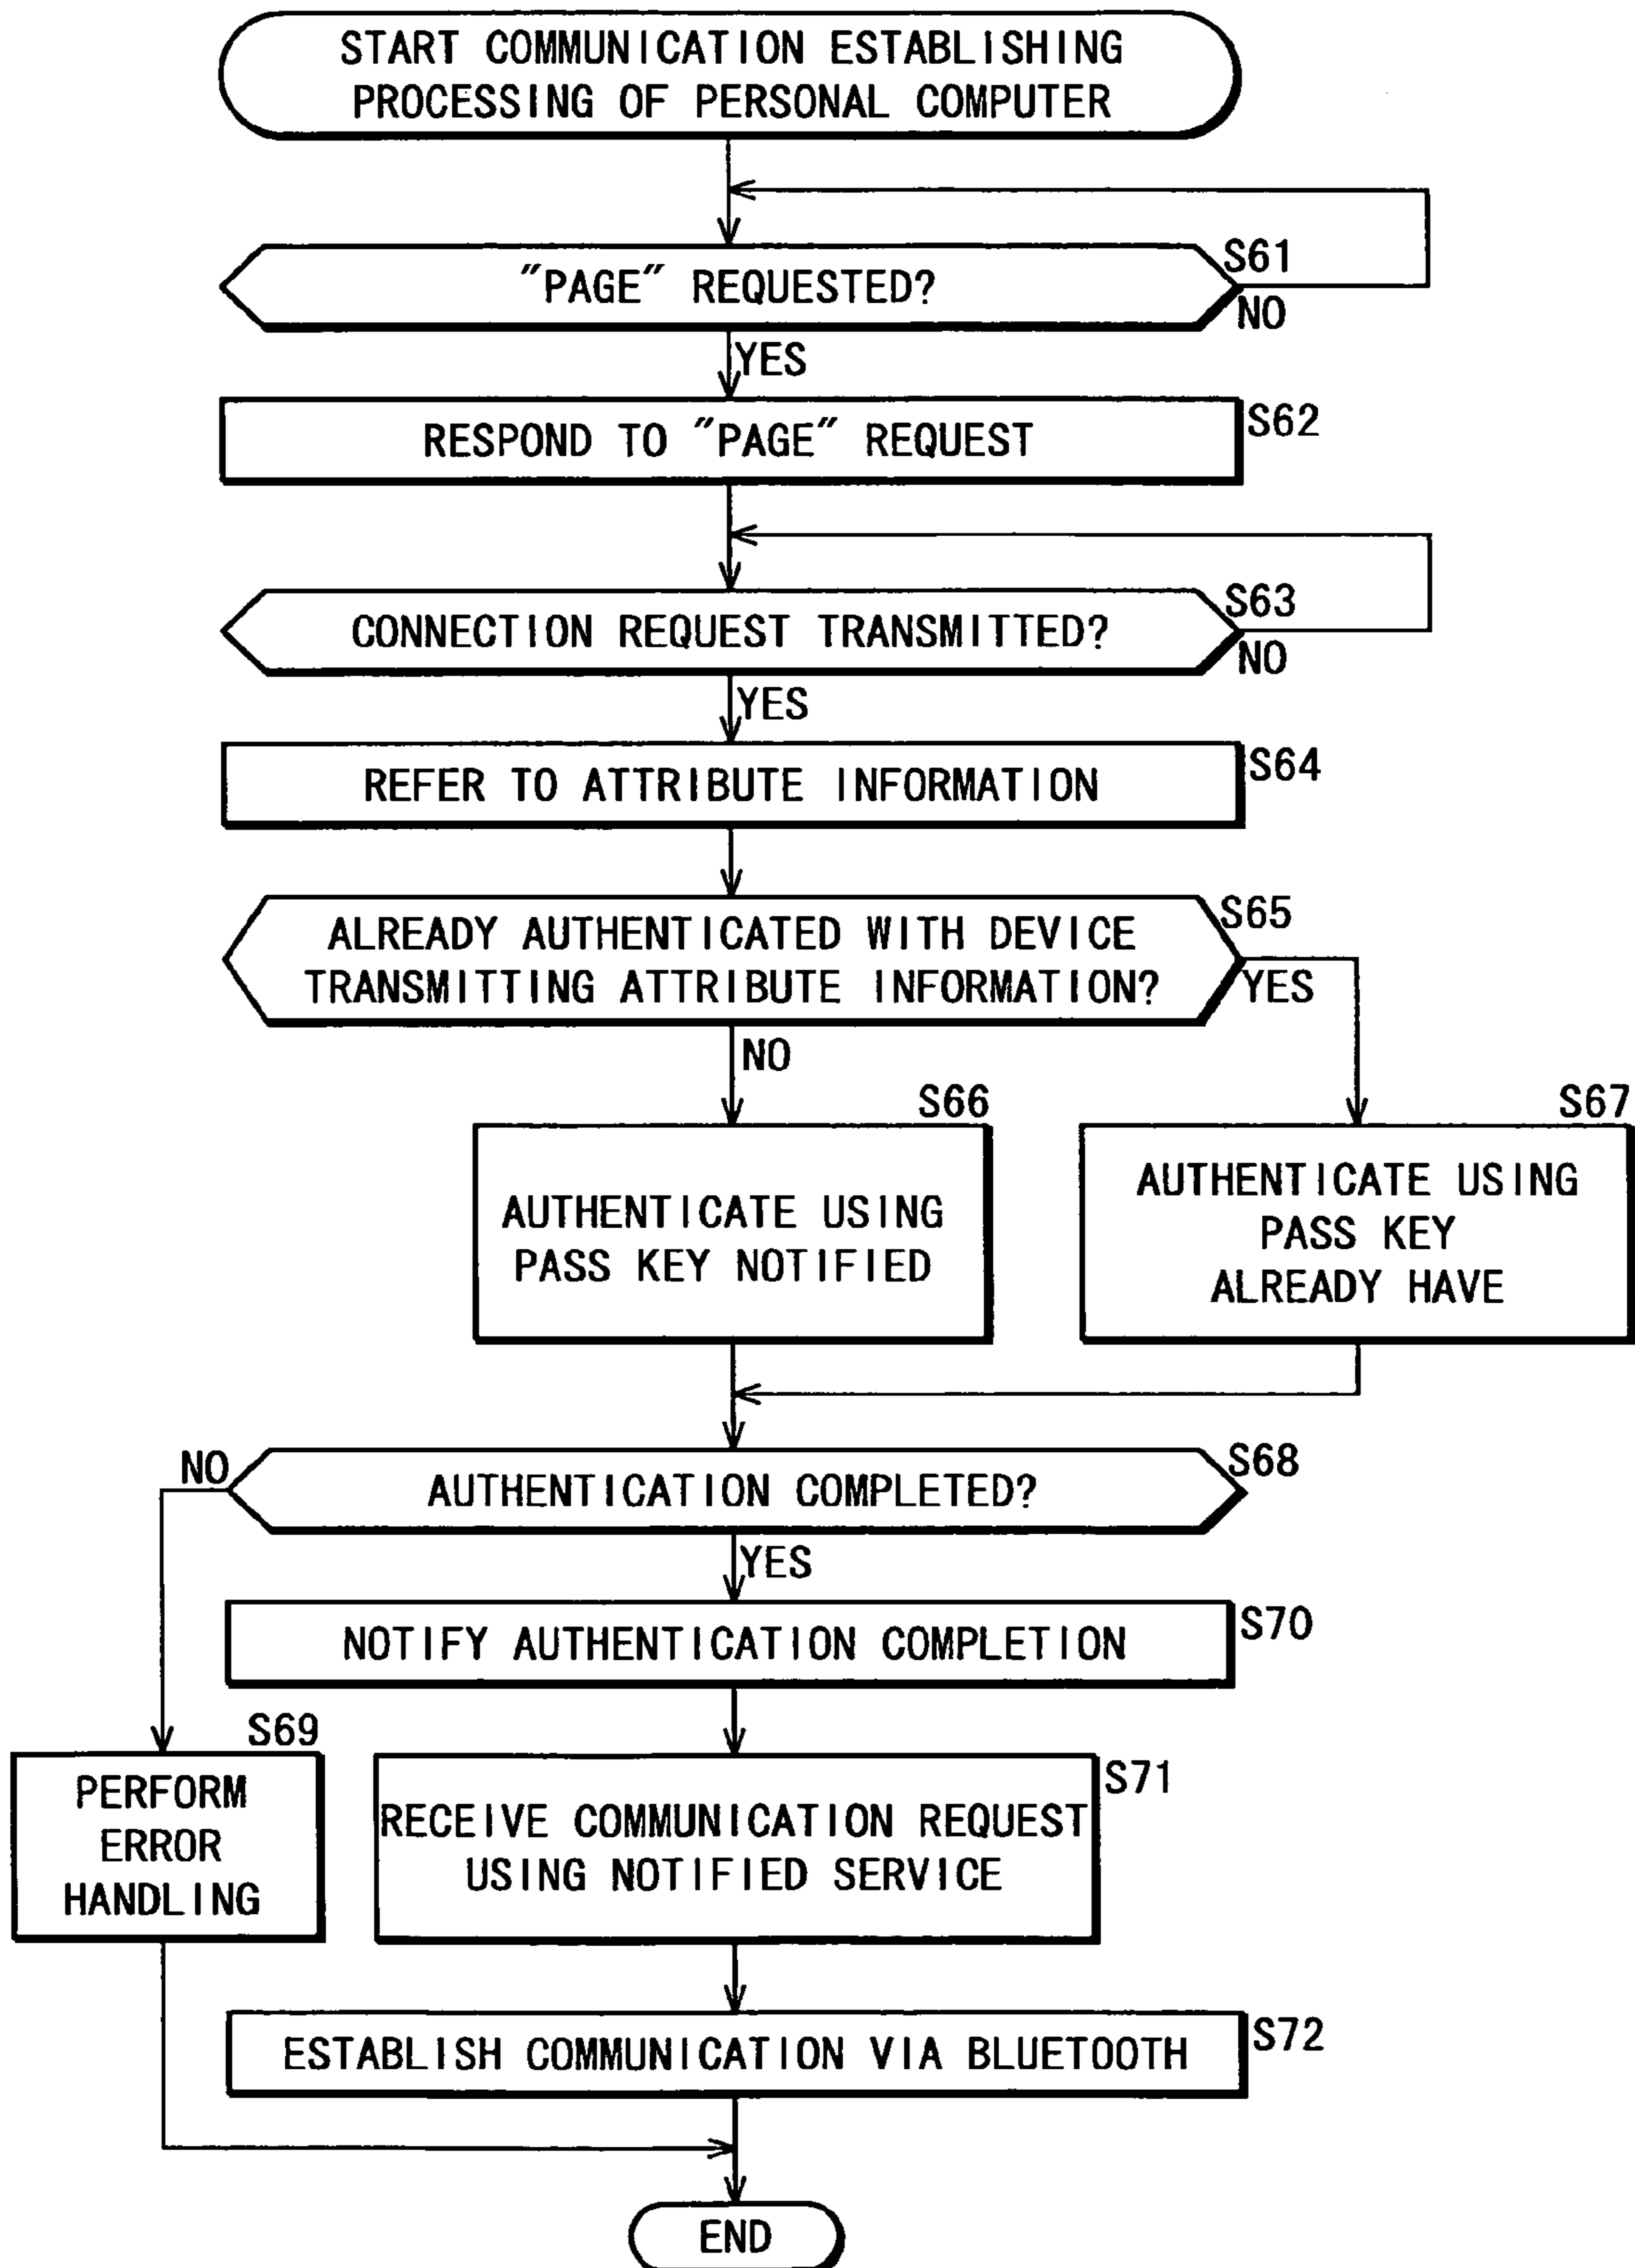 START COMMUNICATION ESTABLISHING
PROCESSING OF PERSONAL COMPUTER
S61
"PAGE" REQUESTED?
NO
YES
S62
RESPOND TO "PAGE" REQUEST
S63
CONNECTION REQUEST TRANSMITTED?
NO
YES
S64
REFER TO ATTRIBUTE INFORMATION
S65
ALREADY AUTHENTICATED WITH DEVICE
TRANSMITTING ATTRIBUTE INFORMATION?
YES
NO
S66
AUTHENTICATE USING
PASS KEY NOTIFIED
S67
AUTHENTICATE USING
PASS KEY
ALREADY HAVE
S68
NO
AUTHENTICATION COMPLETED?
YES
S70
NOTIFY AUTHENTICATION COMPLETION
S69
PERFORM
ERROR
HANDLING
S71
RECEIVE COMMUNICATION REQUEST
USING NOTIFIED SERVICE
S72
ESTABLISH COMMUNICATION VIA BLUETOOTH
END